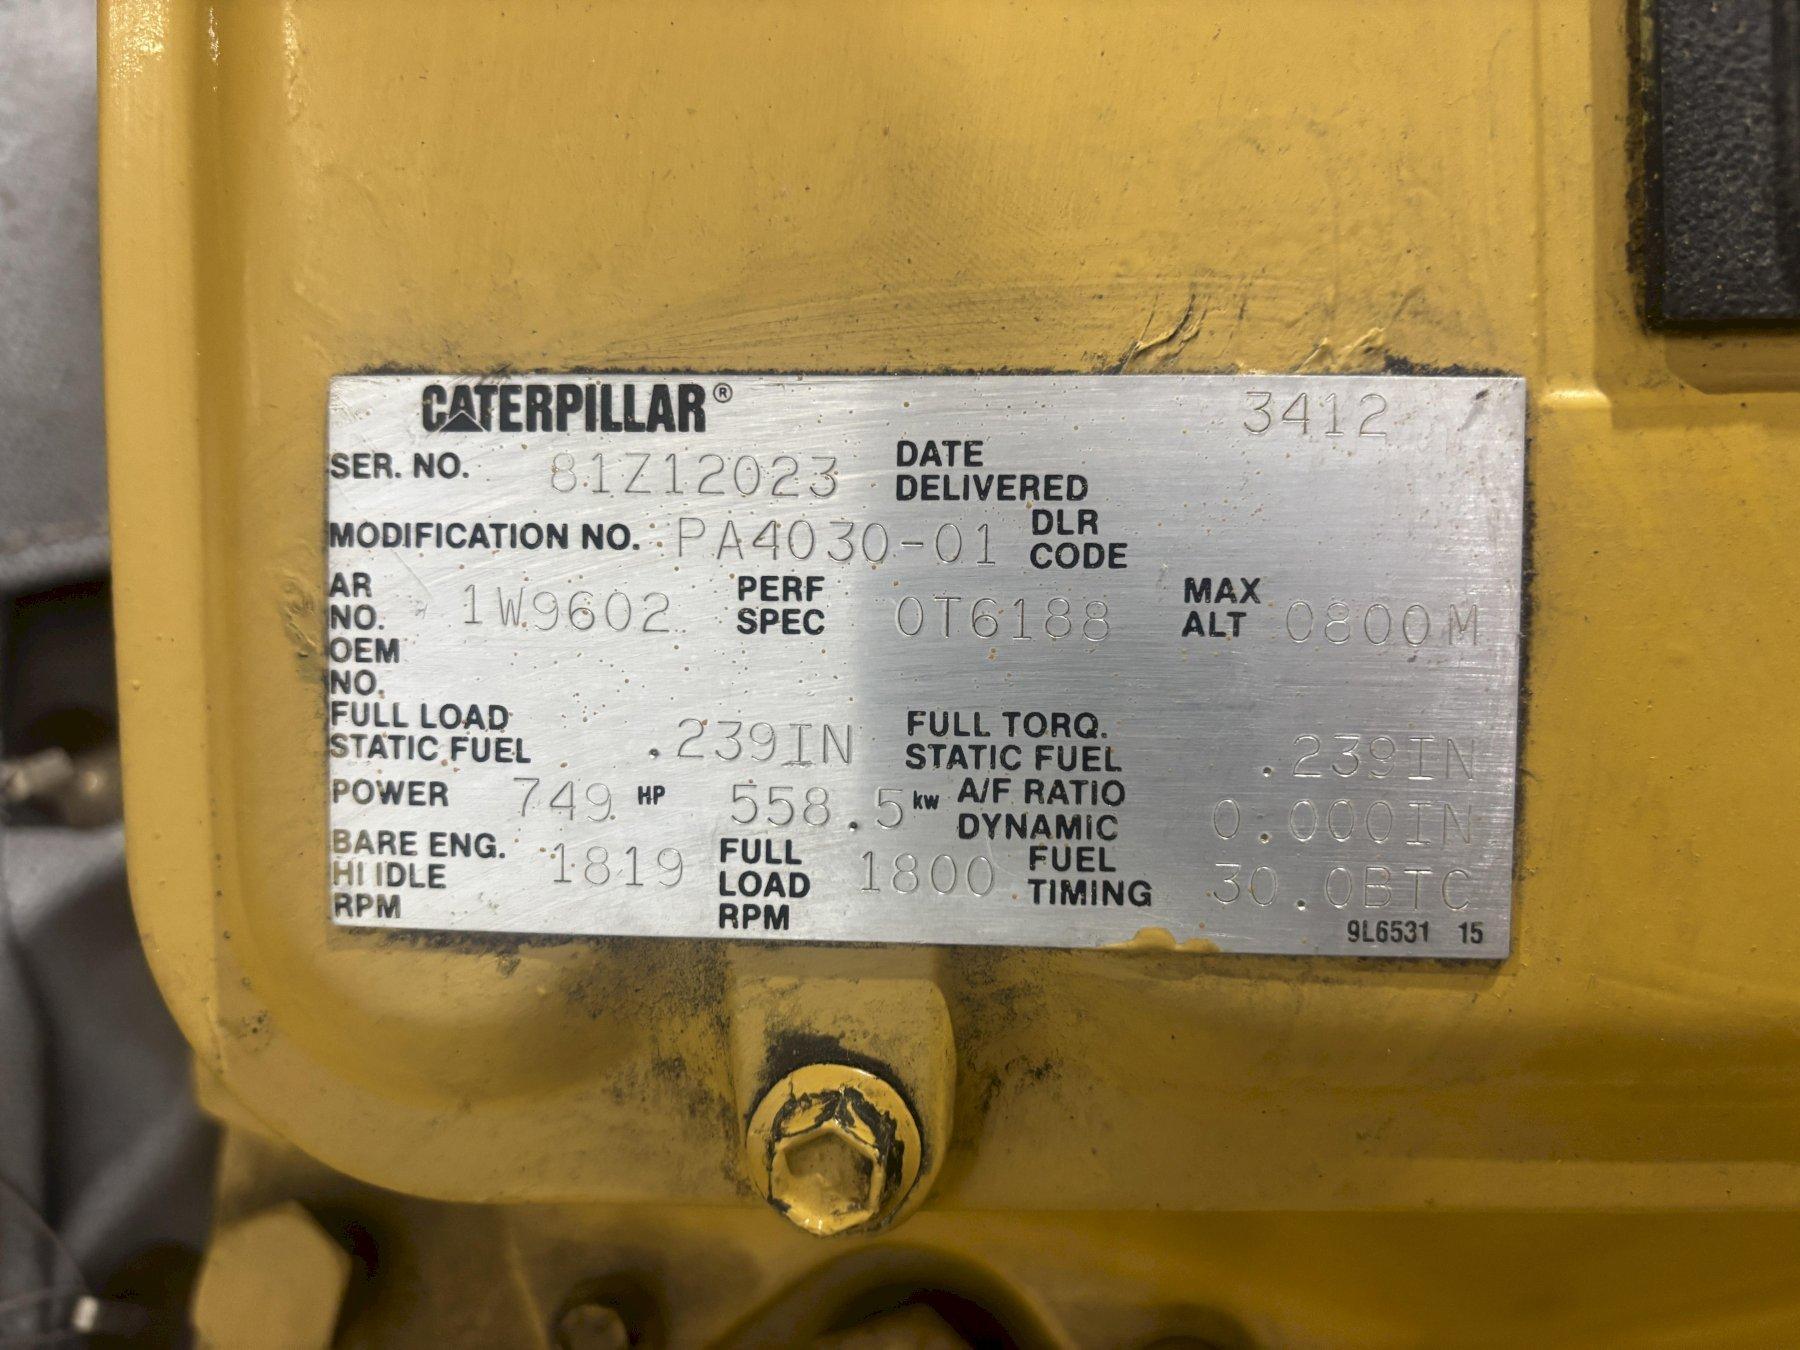 CATERPILLAR® 3412
SER. NO. 81Z12023 DATE DELIVERED
MODIFICATION NO. PA4030-01 DLR CODE
AR NO. 1W9602 PERF SPEC 0T6188 MAX ALT 0800M
OEM NO.
FULL LOAD STATIC FUEL .239IN FULL TORQ. STATIC FUEL .239IN
POWER 749 HP 558.5 kw A/F RATIO DYNAMIC 0.000IN
BARE ENG. HI IDLE RPM 1819 FULL LOAD RPM 1800 FUEL TIMING 30.0BTC
9L6531 15